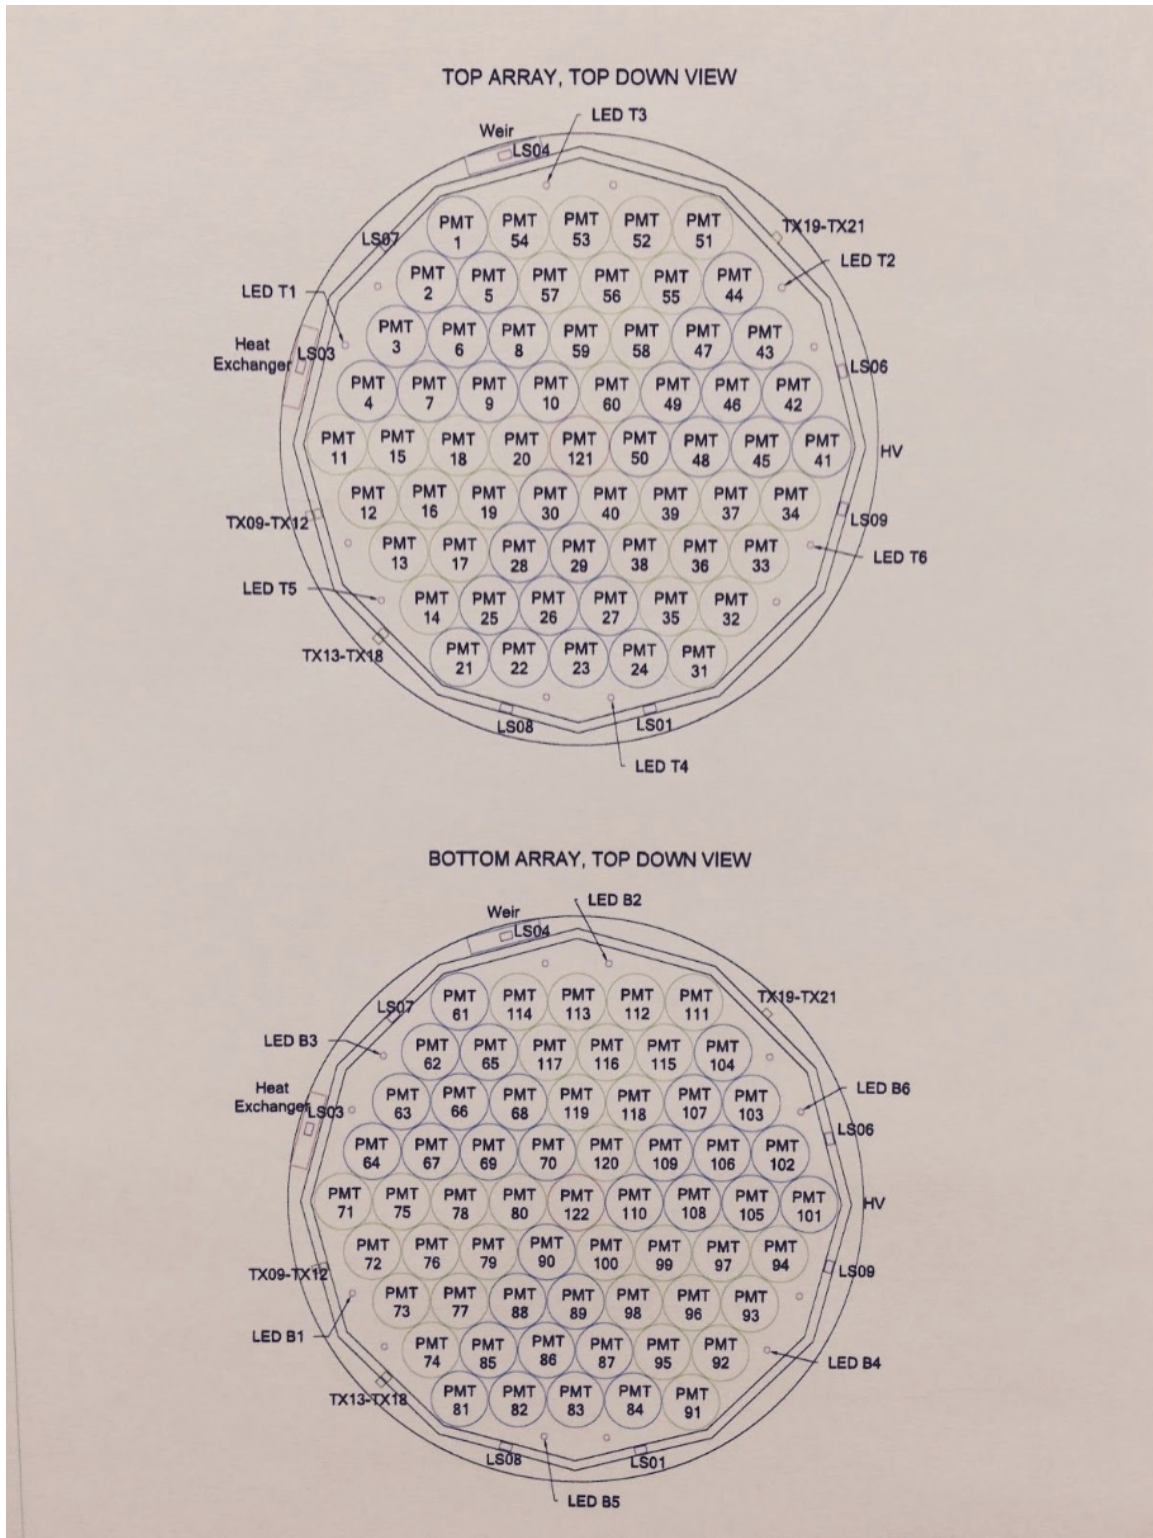 TOP ARRAY, TOP DOWN VIEW
LED T3
Weir
LS04
PMT 1 PMT 54 PMT 53 PMT 52 PMT 51
LS07
TX19-TX21
LED T2
PMT 2 PMT 5 PMT 57 PMT 56 PMT 55 PMT 44
LED T1
PMT 3 PMT 6 PMT 8 PMT 59 PMT 58 PMT 47 PMT 43
Heat
Exchanger
LS03
LS06
PMT 4 PMT 7 PMT 9 PMT 10 PMT 60 PMT 49 PMT 46 PMT 42
PMT 11 PMT 15 PMT 18 PMT 20 PMT 121 PMT 50 PMT 48 PMT 45 PMT 41
HV
PMT 12 PMT 16 PMT 19 PMT 30 PMT 40 PMT 39 PMT 37 PMT 34
TX09-TX12
LS09
PMT 13 PMT 17 PMT 28 PMT 29 PMT 38 PMT 36 PMT 33
LED T6
LED T5
PMT 14 PMT 25 PMT 26 PMT 27 PMT 35 PMT 32
TX13-TX18
PMT 21 PMT 22 PMT 23 PMT 24 PMT 31
LS08
LS01
LED T4
BOTTOM ARRAY, TOP DOWN VIEW
LED B2
Weir
LS04
PMT 61 PMT 114 PMT 113 PMT 112 PMT 111
TX19-TX21
LS07
LED B3
PMT 62 PMT 65 PMT 117 PMT 116 PMT 115 PMT 104
Heat
Exchanger
LS03
LED B6
PMT 63 PMT 66 PMT 68 PMT 119 PMT 118 PMT 107 PMT 103
LS06
PMT 64 PMT 67 PMT 69 PMT 70 PMT 120 PMT 109 PMT 106 PMT 102
PMT 71 PMT 75 PMT 78 PMT 80 PMT 122 PMT 110 PMT 108 PMT 105 PMT 101
HV
PMT 72 PMT 76 PMT 79 PMT 90 PMT 100 PMT 99 PMT 97 PMT 94
TX09-TX12
LS09
PMT 73 PMT 77 PMT 88 PMT 89 PMT 98 PMT 96 PMT 93
LED B1
PMT 74 PMT 85 PMT 86 PMT 87 PMT 95 PMT 92
LED B4
TX13-TX18
PMT 81 PMT 82 PMT 83 PMT 84 PMT 91
LS08
LS01
LED B5